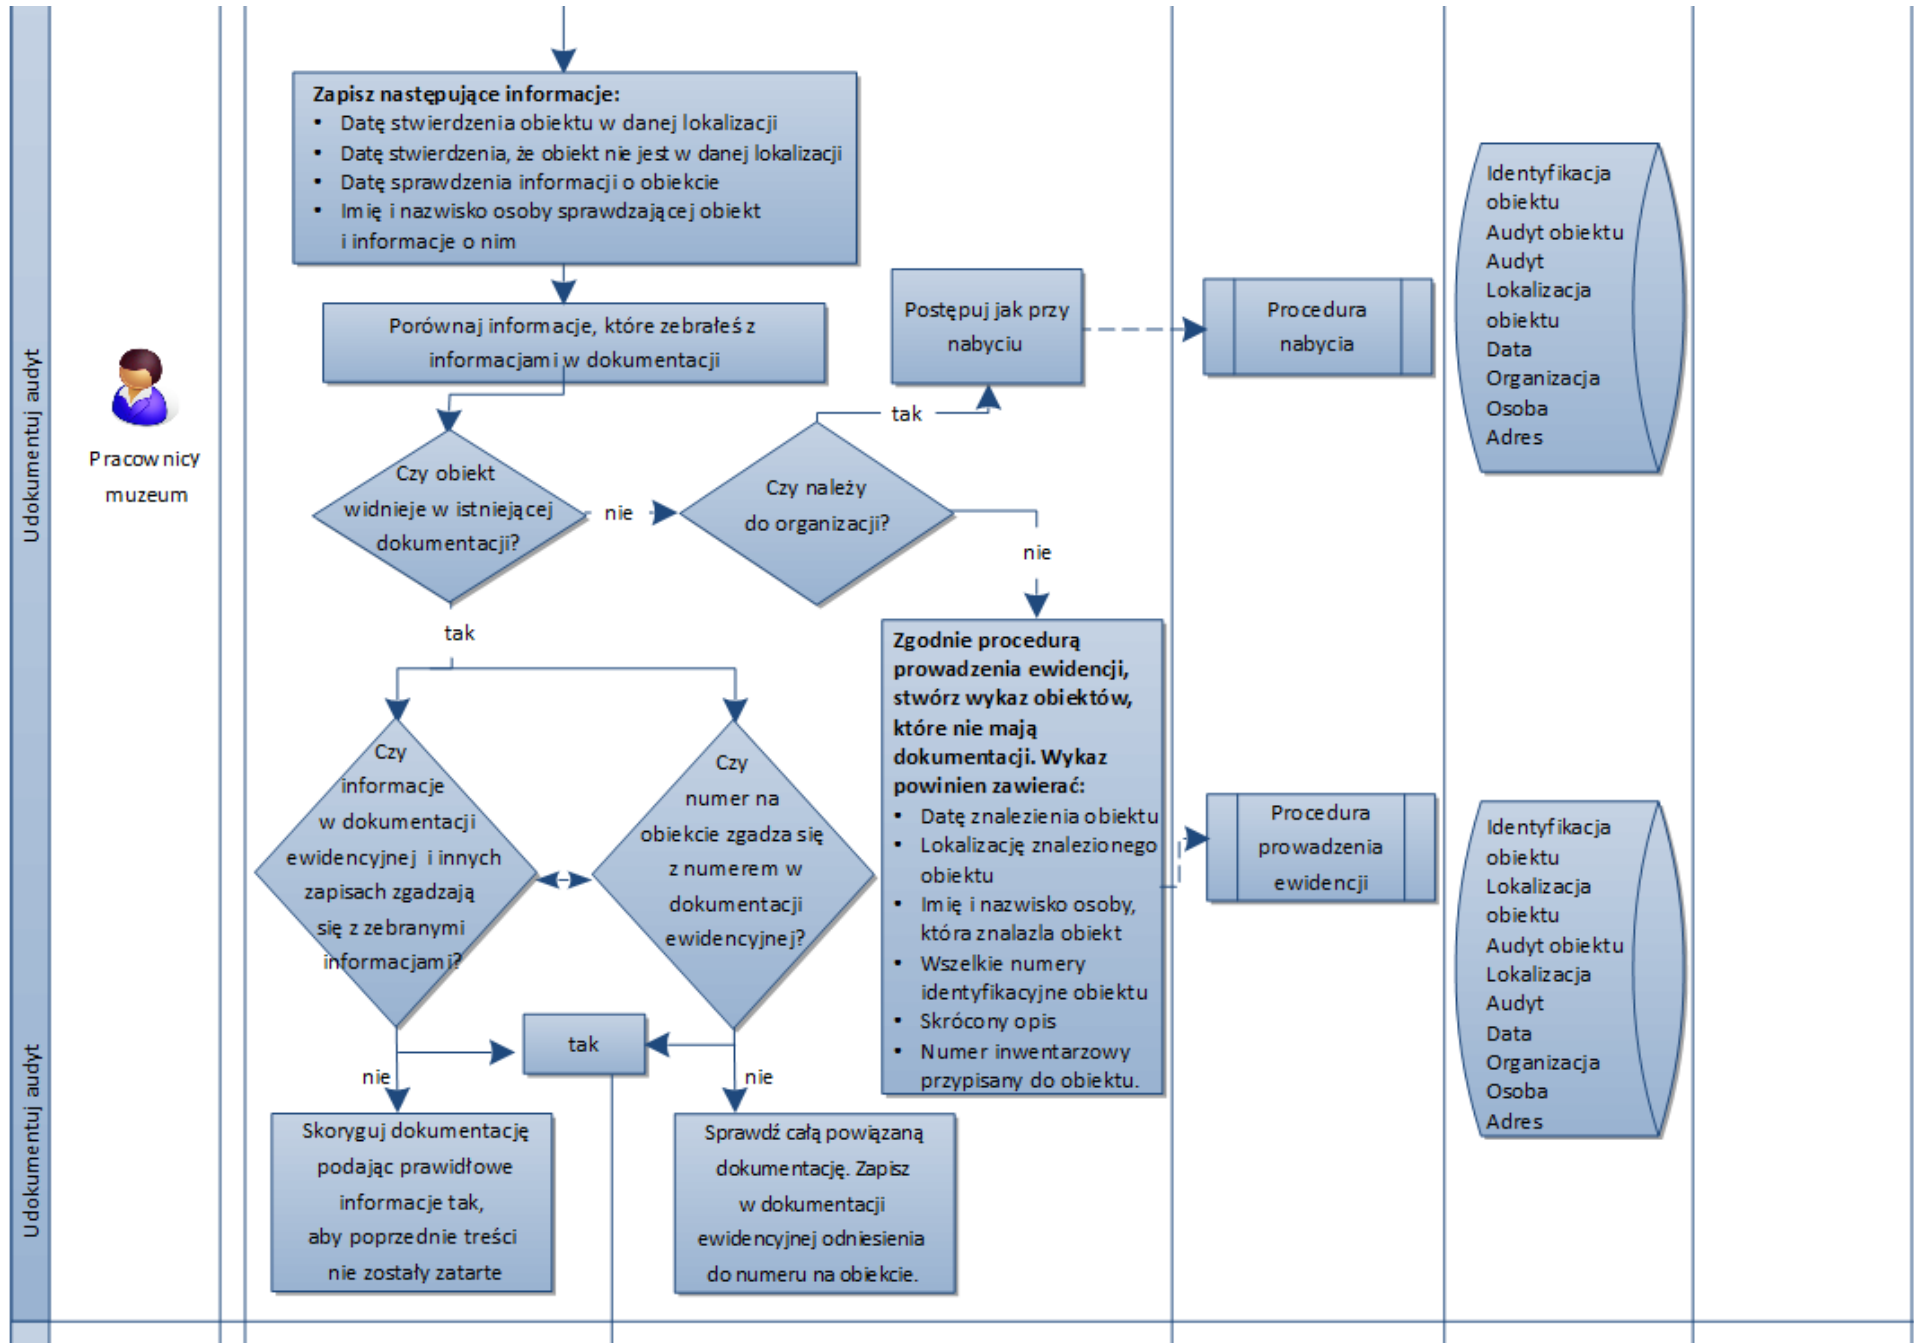 Udokumentuj audyt
Pracownicy
muzeum
Zapisz następujące informacje:
• Datę stwierdzenia obiektu w danej lokalizacji
• Datę stwierdzenia, że obiekt nie jest w danej lokalizacji
• Datę sprawdzenia informacji o obiekcie
• Imię i nazwisko osoby sprawdzającej obiekt
i informacje o nim
Porównaj informacje, które zebrałeś z
informacjami w dokumentacji
Postępuj jak przy
nabyciu
Procedura
nabycia
Identyfikacja
obiektu
Audyt obiektu
Audyt
Lokalizacja
obiektu
Data
Organizacja
Osoba
Adres
tak
Czy obiekt
widnieje w istniejącej
dokumentacji?
nie
Czy należy
do organizacji?
nie
tak
Zgodnie procedurą
prowadzenia ewidencji,
stwórz wykaz obiektów,
które nie mają
dokumentacji. Wykaz
powinien zawierać:
• Datę znalezienia obiektu
• Lokalizację znalezionego
obiektu
• Imię i nazwisko osoby,
która znalazla obiekt
• Wszelkie numery
identyfikacyjne obiektu
• Skrócony opis
• Numer inwentarzowy
przypisany do obiektu.
Procedura
prowadzenia
ewidencji
Identyfikacja
obiektu
Lokalizacja
obiektu
Audyt obiektu
Lokalizacja
Audyt
Data
Organizacja
Osoba
Adres
Czy
informacje
w dokumentacji
ewidencyjnej i innych
zapisach zgadzają
się z zebranymi
informacjami?
Czy
numer na
obiekcie zgadza się
z numerem w
dokumentacji
ewidencyjnej?
tak
nie
nie
Udokumentuj audyt
Skoryguj dokumentację
podając prawidłowe
informacje tak,
aby poprzednie treści
nie zostały zatarte
Sprawdź całą powiązaną
dokumentację. Zapisz
w dokumentacji
ewidencyjnej odniesienia
do numeru na obiekcie.